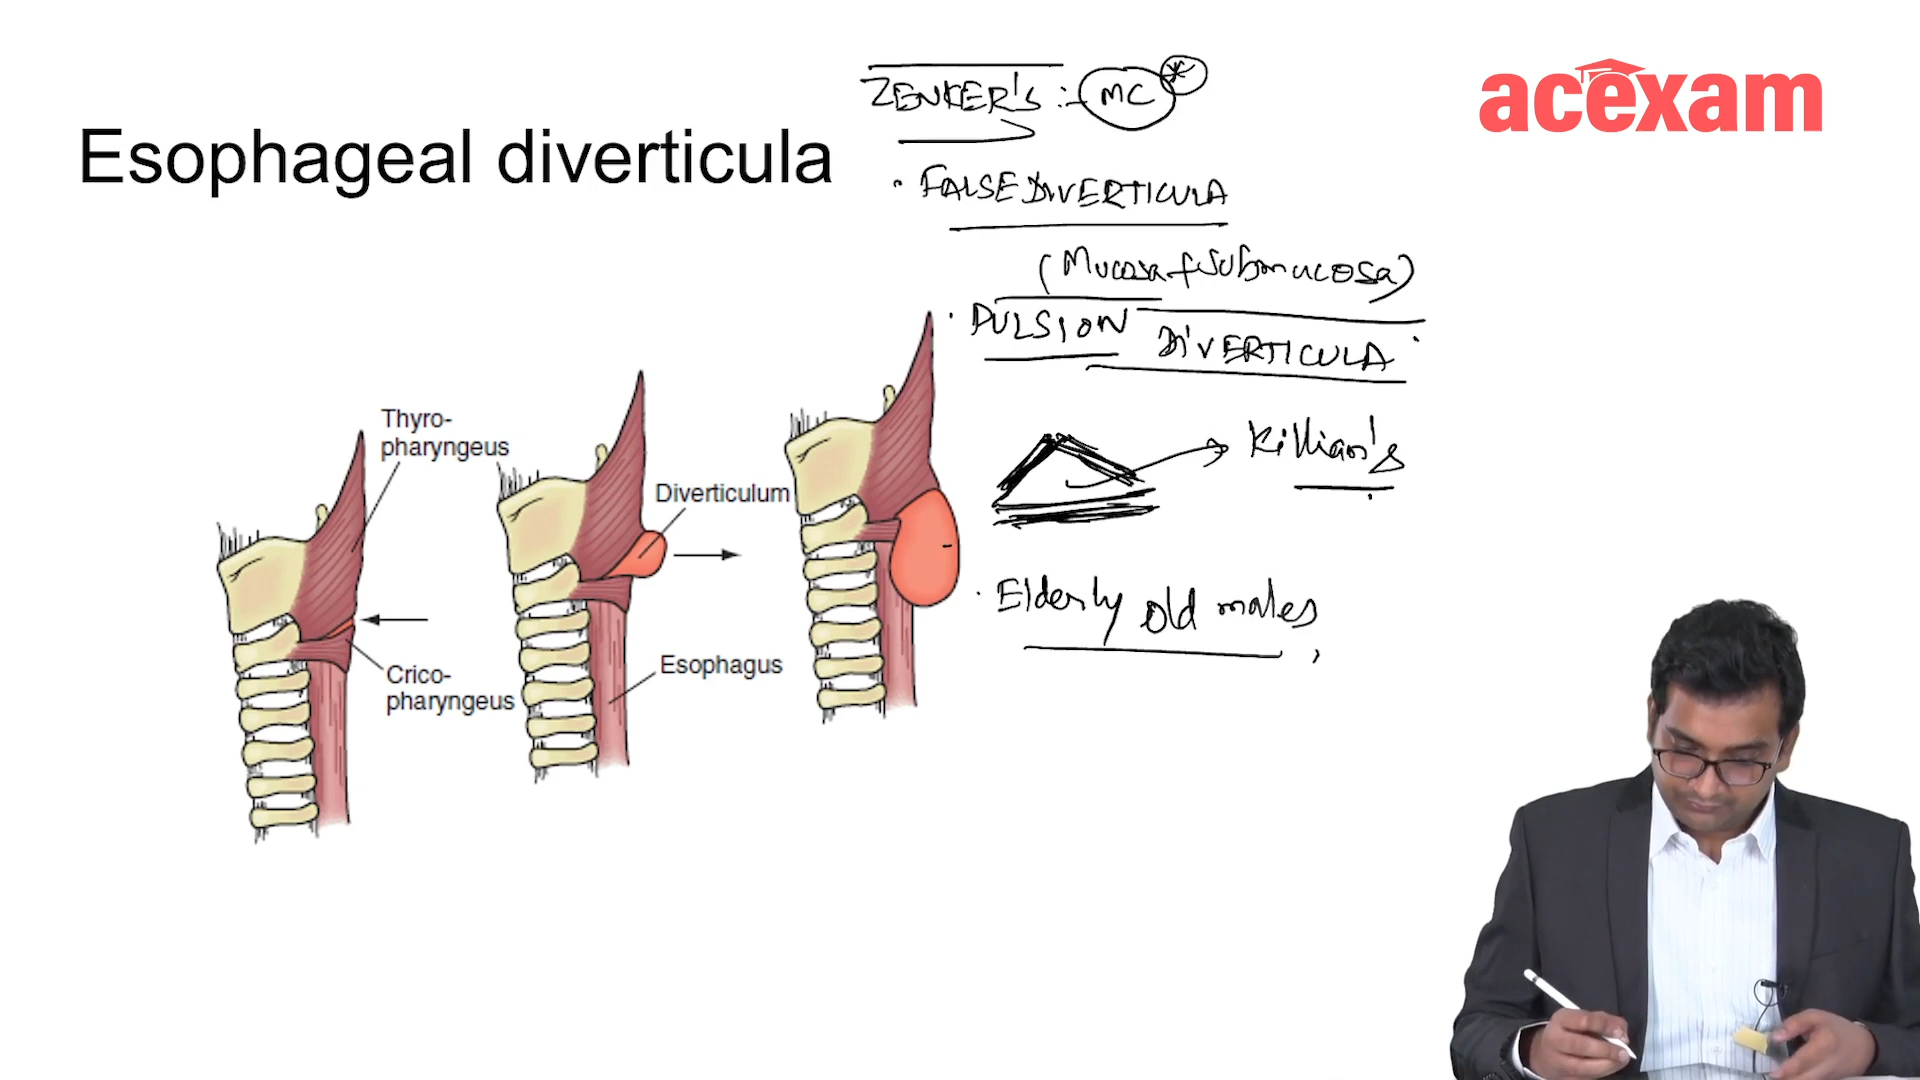 ZENKER'S :- MC *
acexam
Esophageal diverticula
· FALSE DIVERTICULA
(Mucosa + Submucosa)
· PULSION DIVERTICULA
Thyro-
pharyngeus
Killian's
Diverticulum
· Elderly old males,
Esophagus
Crico-
pharyngeus